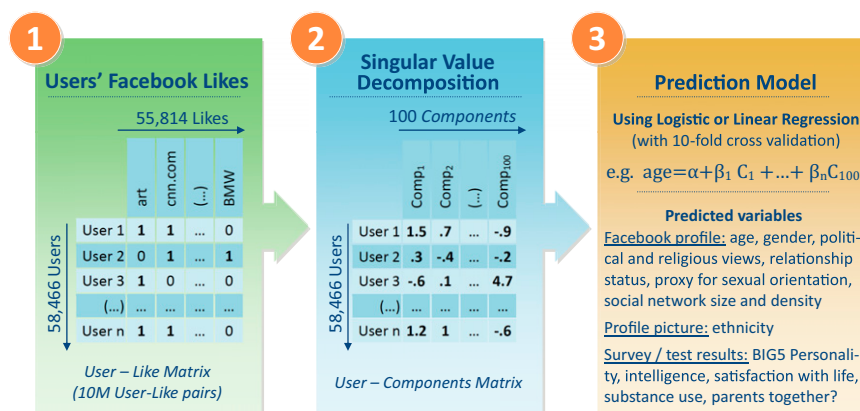 1
Users' Facebook Likes
55,814 Likes
art cnn.com (...) BMW
58,466 Users
User 1 1 1 ... 0
User 2 0 1 ... 1
User 3 1 0 ... 0
(...) ... ... ... ...
User n 1 1 ... 0
User – Like Matrix
(10M User-Like pairs)
2
Singular Value
Decomposition
100 Components
Comp1 Comp2 (...) Comp100
58,466 Users
User 1 1.5 .7 ... -.9
User 2 .3 -.4 ... -.2
User 3 -.6 .1 ... 4.7
(...) ... ... ... ...
User n 1.2 1 ... -.6
User – Components Matrix
3
Prediction Model
Using Logistic or Linear Regression
(with 10-fold cross validation)
e.g. age=α+β1 C1 +...+ βnC100
Predicted variables
Facebook profile: age, gender, politi-
cal and religious views, relationship
status, proxy for sexual orientation,
social network size and density
Profile picture: ethnicity
Survey / test results: BIG5 Personali-
ty, intelligence, satisfaction with life,
substance use, parents together?